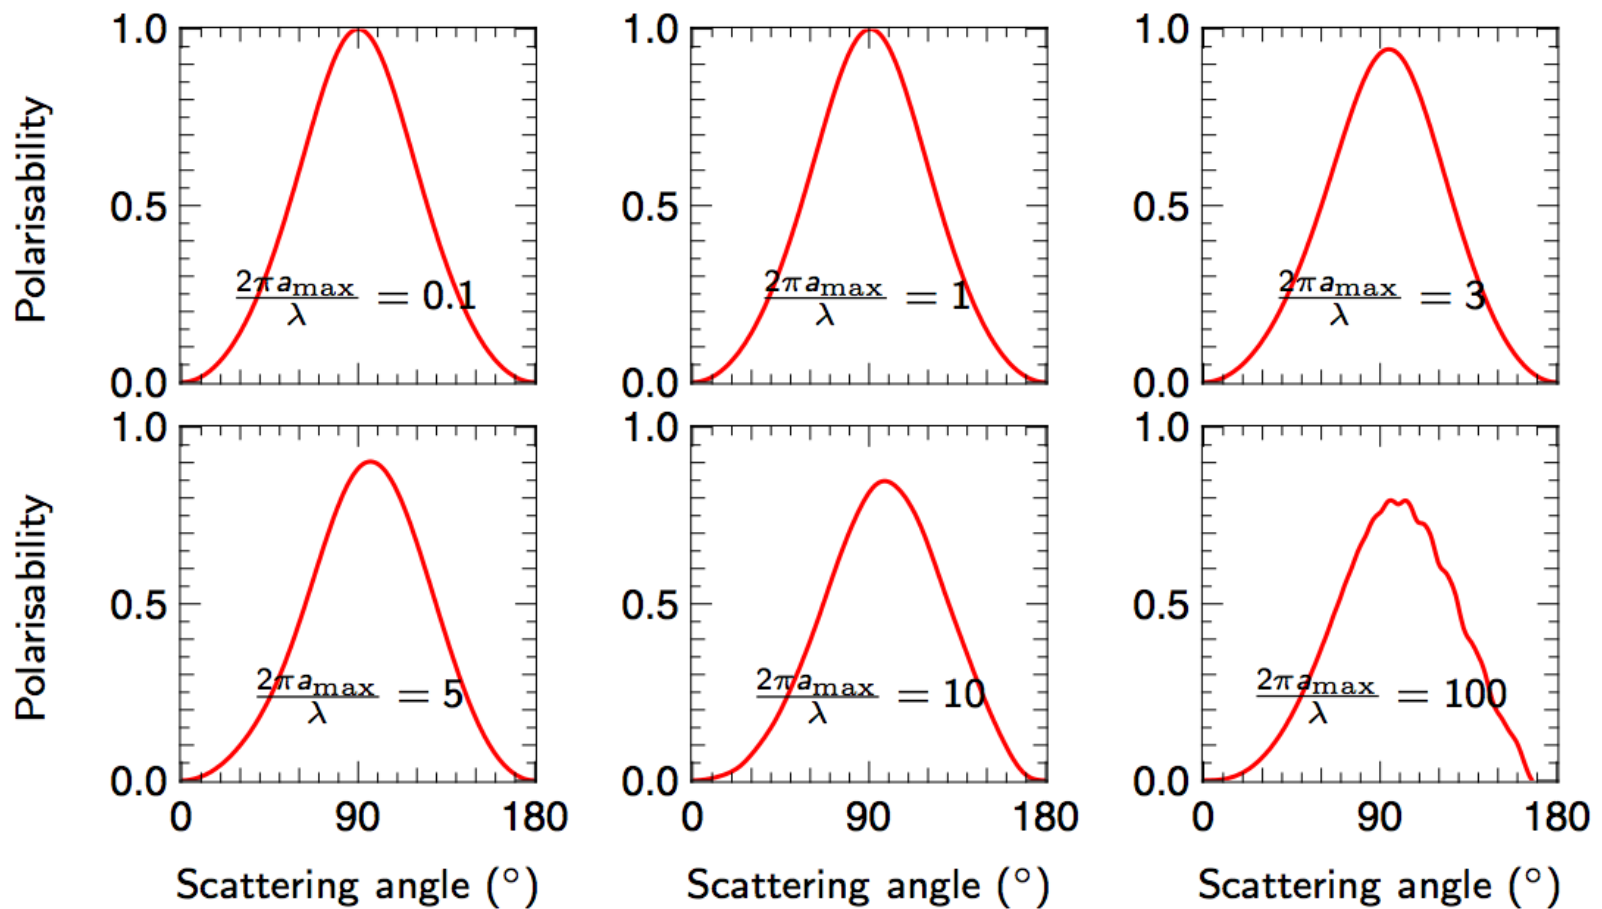 Polarisability
1.0
0.5
0.0
2πa_max/λ = 0.1
1.0
0.5
0.0
2πa_max/λ = 1
1.0
0.5
0.0
2πa_max/λ = 3
Polarisability
1.0
0.5
0.0
2πa_max/λ = 5
0 90 180
Scattering angle (°)
1.0
0.5
0.0
2πa_max/λ = 10
0 90 180
Scattering angle (°)
1.0
0.5
0.0
2πa_max/λ = 100
0 90 180
Scattering angle (°)